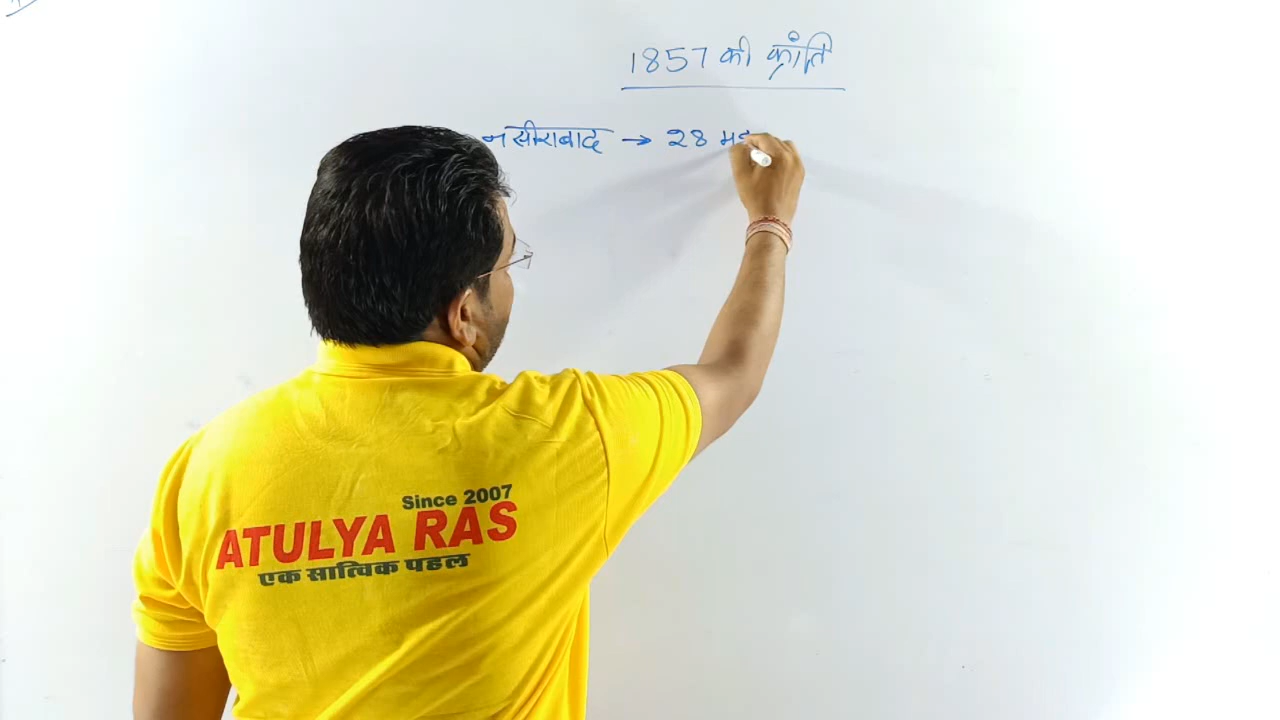 1857 की क्रांति
नसीराबाद → 28
Since 2007
ATULYA RAS
एक सात्विक पहल